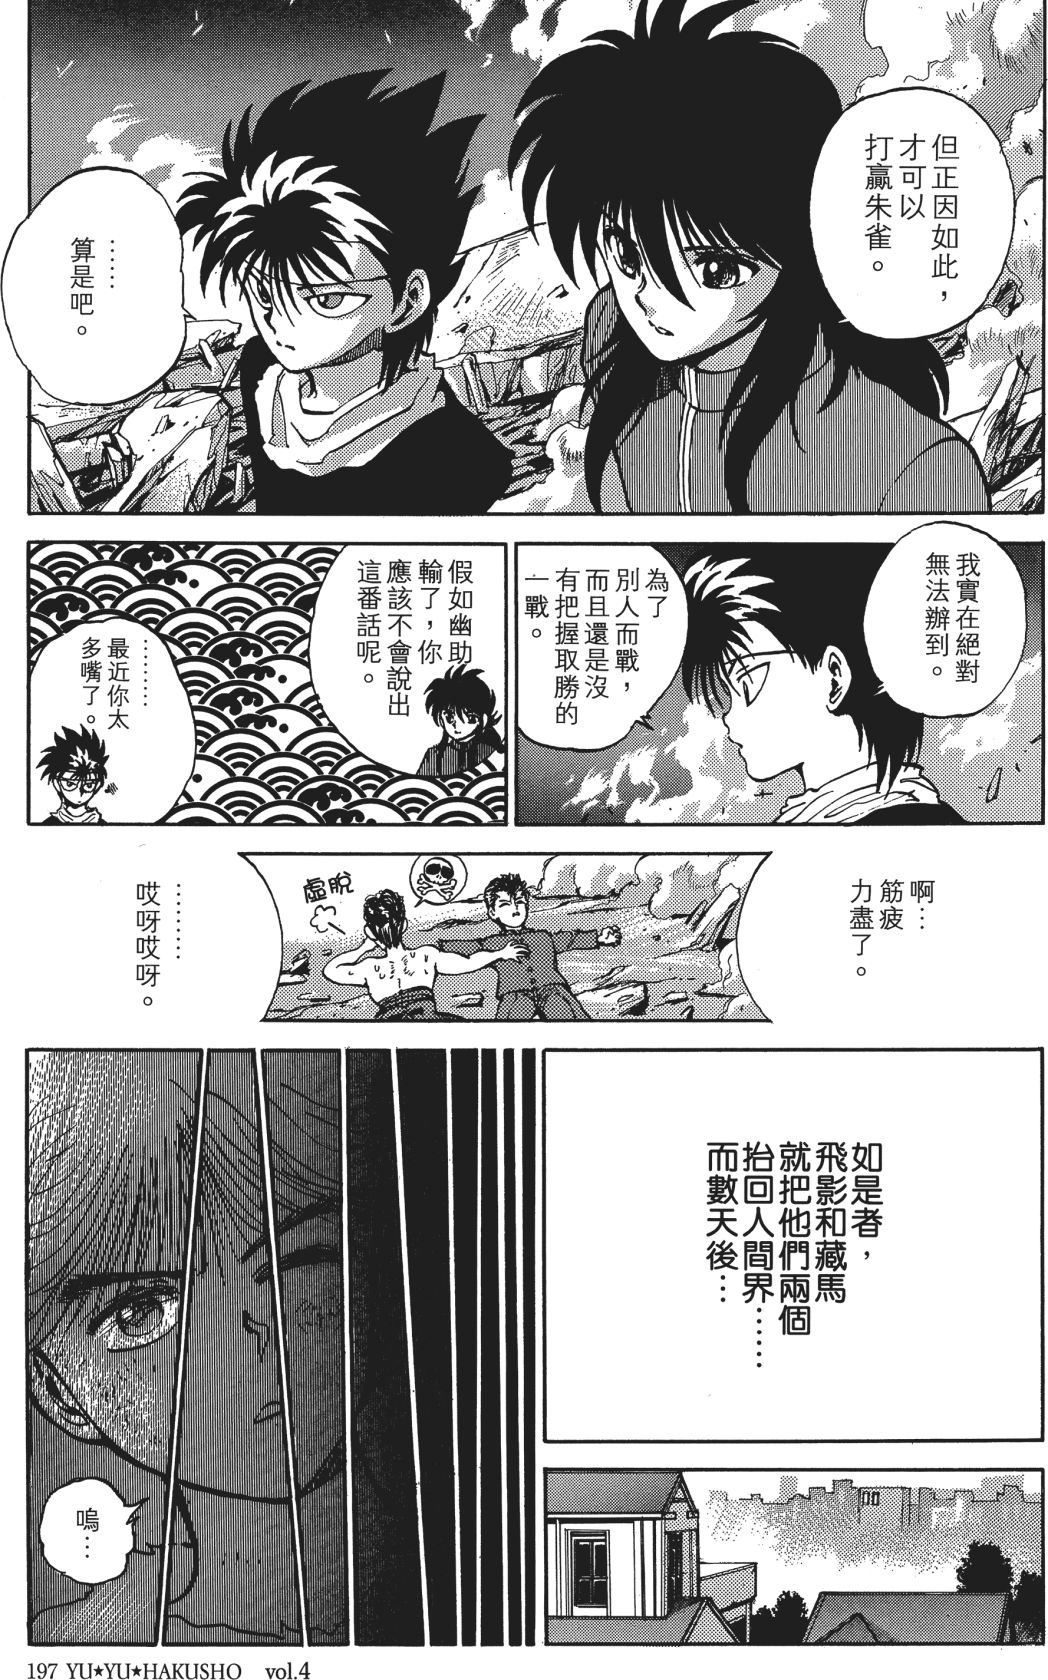 但正因如此，
才可以
打贏朱雀。
⋯⋯
算是吧。
我實在絕對
無法辦到。
為了
別人而戰，
而且還是沒
有把握取勝的
一戰。
假如幽助
輸了，你
應該不會說出
這番話呢。
⋯⋯⋯
最近你太
多嘴了。
啊⋯
筋疲
力盡了。
虛脫
⋯⋯⋯
哎呀哎呀。
如是者，
飛影和藏馬
就把他們兩個
抬回人間界⋯⋯
而數天後⋯
嗚⋯
197 YU★YU★HAKUSHO vol.4